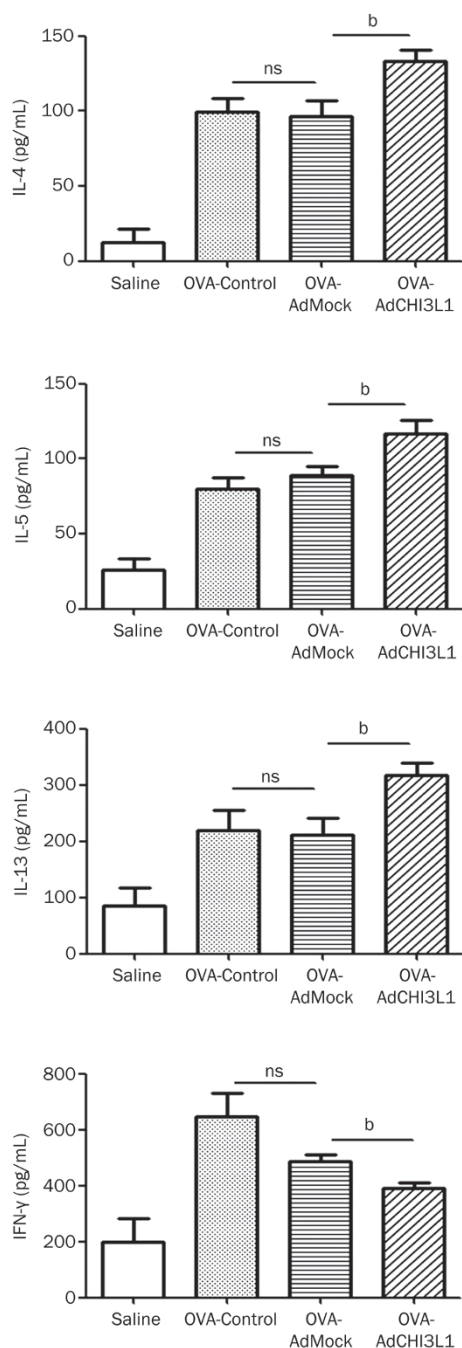 150
b
ns
100
IL-4 (pg/mL)
50
0
Saline
OVA-Control
OVA-
AdMock
OVA-
AdCHI3L1
150
b
ns
100
IL-5 (pg/mL)
50
0
Saline
OVA-Control
OVA-
AdMock
OVA-
AdCHI3L1
400
b
ns
300
IL-13 (pg/mL)
200
100
0
Saline
OVA-Control
OVA-
AdMock
OVA-
AdCHI3L1
800
ns
b
600
IFN-γ (pg/mL)
400
200
0
Saline
OVA-Control
OVA-
AdMock
OVA-
AdCHI3L1